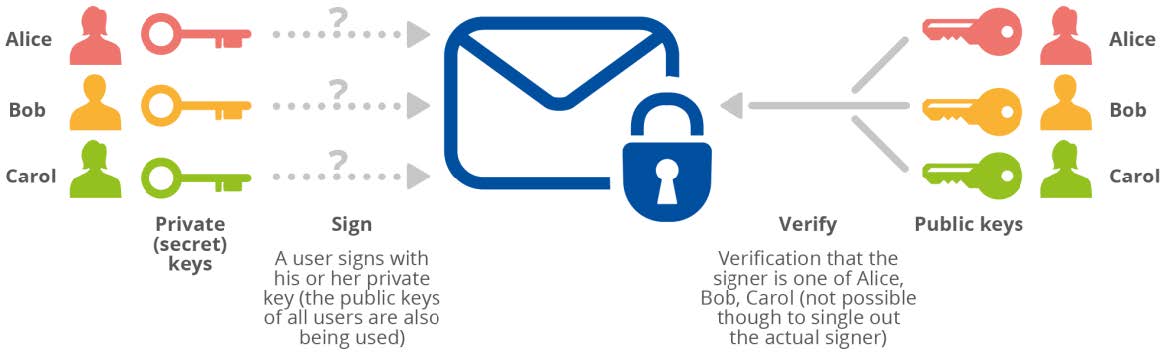 Alice
?
Alice
Bob
?
Bob
Carol
?
Carol
Private
(secret)
keys
Sign
A user signs with
his or her private
key (the public keys
of all users are also
being used)
Verify
Verification that the
signer is one of Alice,
Bob, Carol (not possible
though to single out
the actual signer)
Public keys